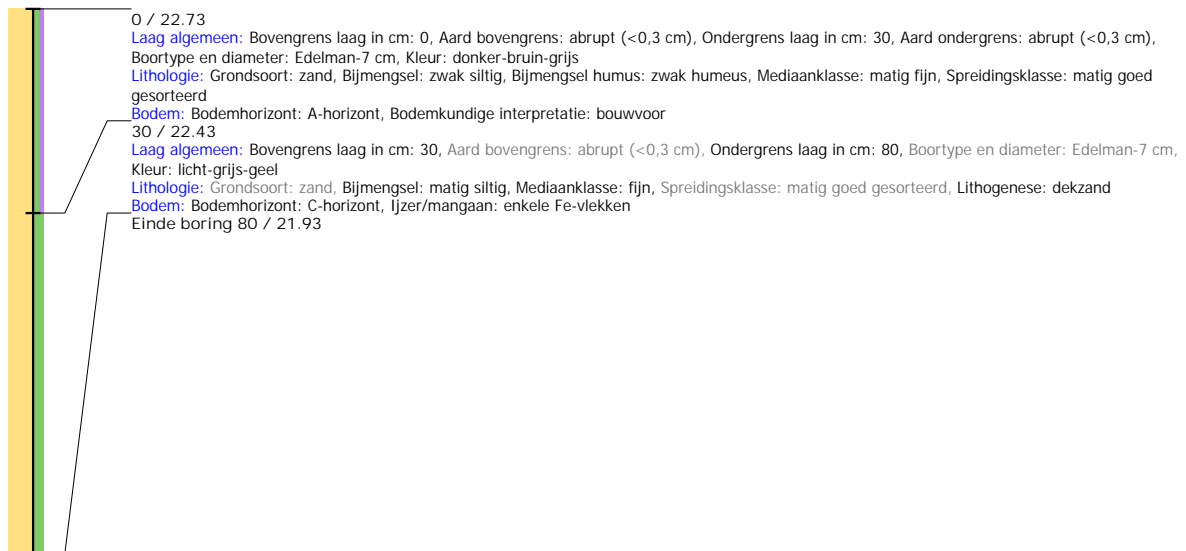 0 / 22.73
Laag algemeen: Bovengrens laag in cm: 0, Aard bovengrens: abrupt (<0,3 cm), Ondergrens laag in cm: 30, Aard ondergrens: abrupt (<0,3 cm),
Boortype en diameter: Edelman-7 cm, Kleur: donker-bruin-grijs
Lithologie: Grondsoort: zand, Bijmengsel: zwak siltig, Bijmengsel humus: zwak humeus, Mediaanklasse: matig fijn, Spreidingsklasse: matig goed
gesorteerd
Bodem: Bodemhorizont: A-horizont, Bodemkundige interpretatie: bouwvoor
30 / 22.43
Laag algemeen: Bovengrens laag in cm: 30, Aard bovengrens: abrupt (<0,3 cm), Ondergrens laag in cm: 80, Boortype en diameter: Edelman-7 cm,
Kleur: licht-grijs-geel
Lithologie: Grondsoort: zand, Bijmengsel: matig siltig, Mediaanklasse: fijn, Spreidingsklasse: matig goed gesorteerd, Lithogenese: dekzand
Bodem: Bodemhorizont: C-horizont, Ijzer/mangaan: enkele Fe-vlekken
Einde boring 80 / 21.93